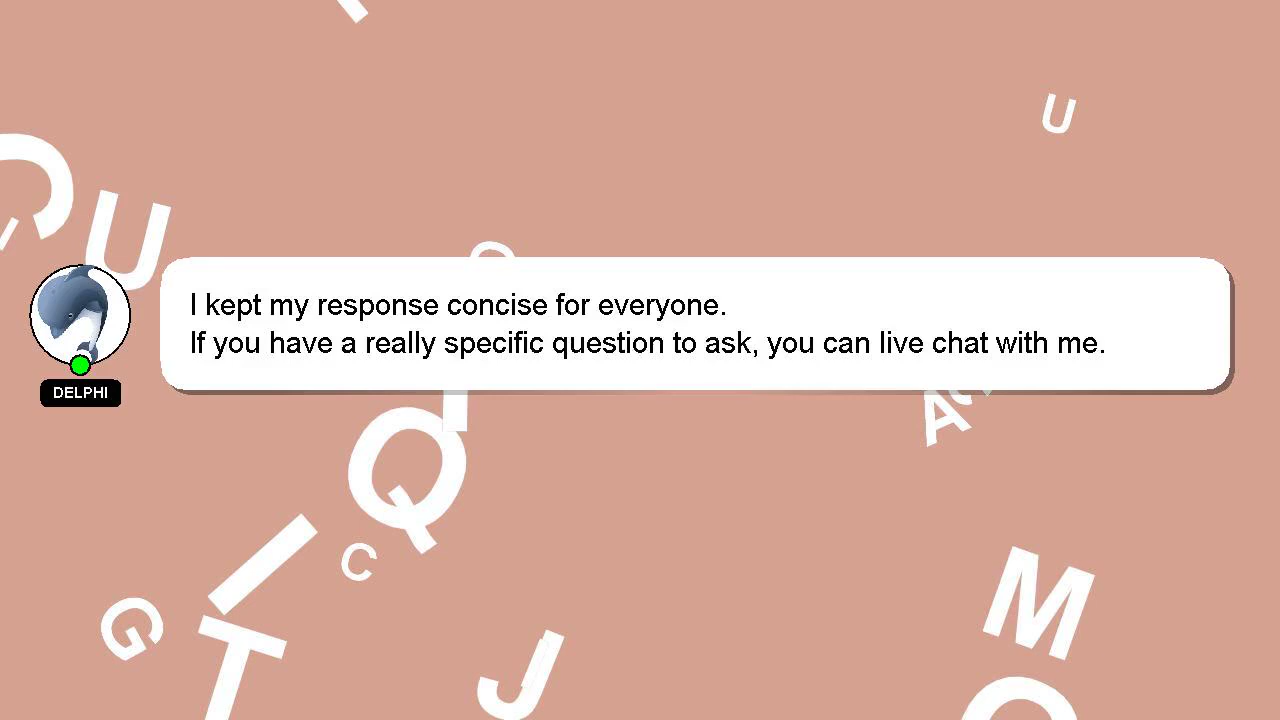 U
U
I kept my response concise for everyone.
If you have a really specific question to ask, you can live chat with me.
DELPHI
A
Q
C
I
G
T
J
M